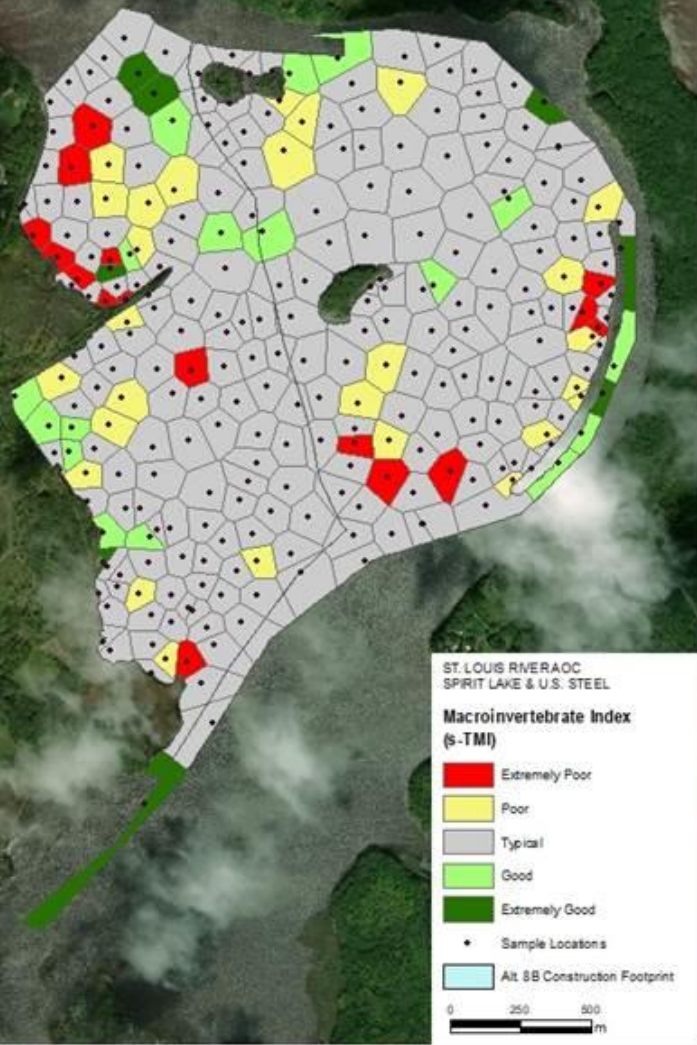 ST. LOUIS RIVER AOC
SPIRIT LAKE & U.S. STEEL
Macroinvertebrate Index
(s-TMI)
Extremely Poor
Poor
Typical
Good
Extremely Good
Sample Locations
Alt. 8B Construction Footprint
0 250 500
m